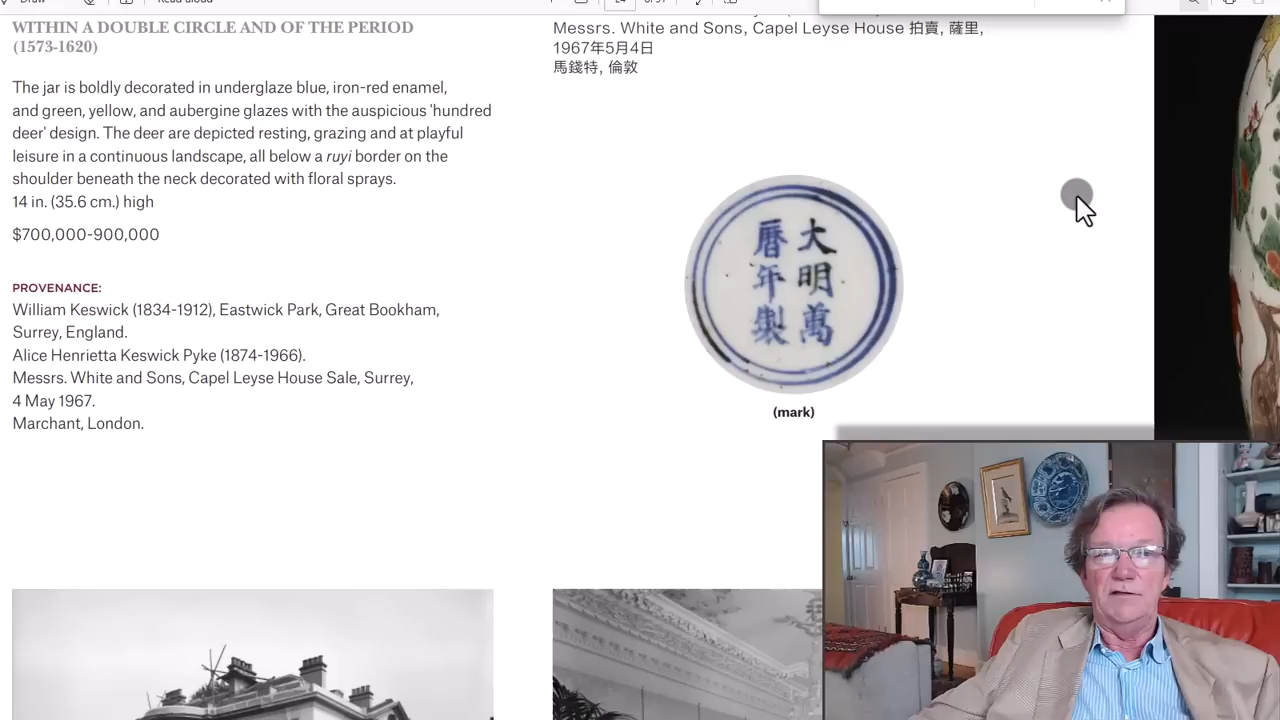 Read aloud
WITHIN A DOUBLE CIRCLE AND OF THE PERIOD
(1573-1620)
The jar is boldly decorated in underglaze blue, iron-red enamel,
and green, yellow, and aubergine glazes with the auspicious 'hundred
deer' design. The deer are depicted resting, grazing and at playful
leisure in a continuous landscape, all below a ruyi border on the
shoulder beneath the neck decorated with floral sprays.
14 in. (35.6 cm.) high
$700,000-900,000
PROVENANCE:
William Keswick (1834-1912), Eastwick Park, Great Bookham,
Surrey, England.
Alice Henrietta Keswick Pyke (1874-1966).
Messrs. White and Sons, Capel Leyse House Sale, Surrey,
4 May 1967.
Marchant, London.
Messrs. White and Sons, Capel Leyse House 拍賣, 薩里,
1967年5月4日
馬錢特, 倫敦
大明萬
曆年製
(mark)